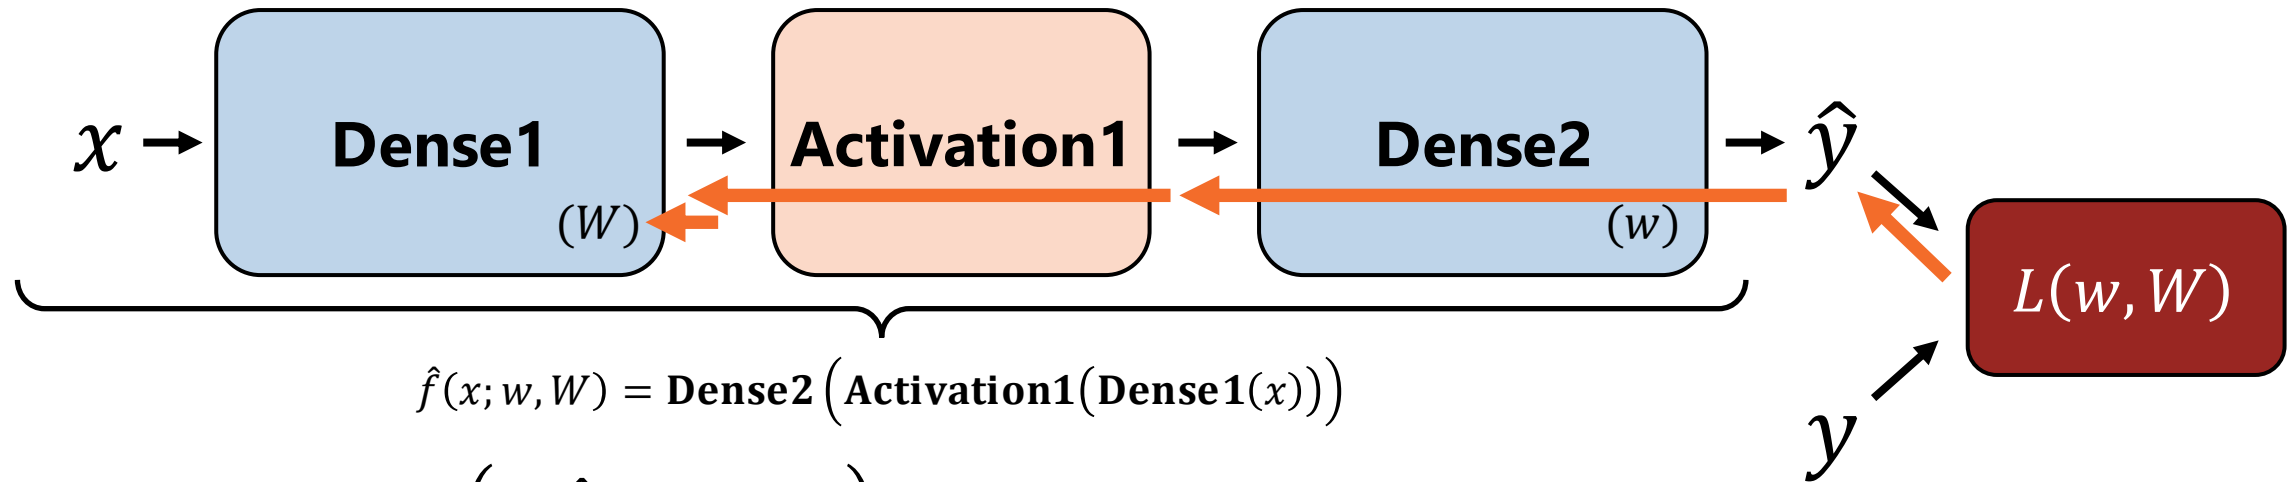 x Dense1 Activation1 Dense2 ŷ
(W) (w)
L(w, W)
f̂(x; w, W) = Dense2(Activation1(Dense1(x)))
y